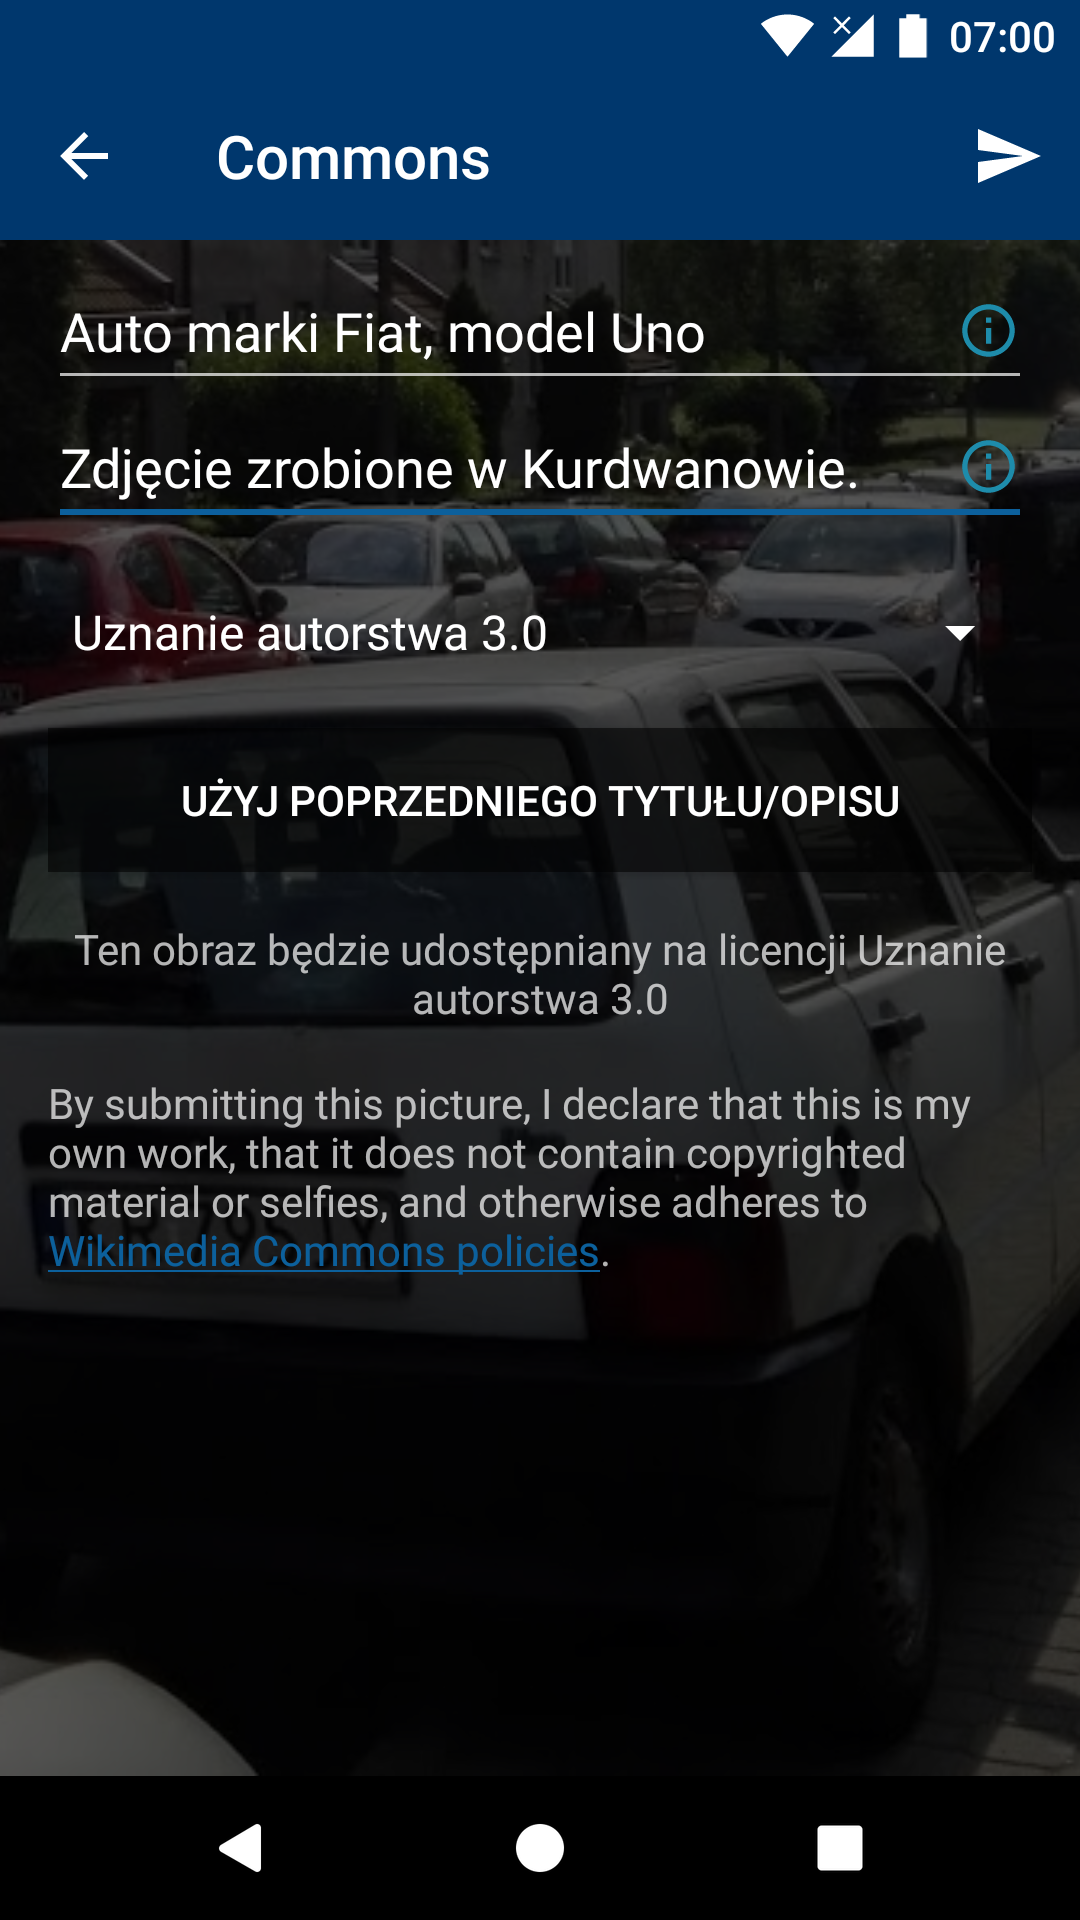 07:00
Commons
Auto marki Fiat, model Uno
Zdjęcie zrobione w Kurdwanowie.
Uznanie autorstwa 3.0
UŻYJ POPRZEDNIEGO TYTUŁU/OPISU
Ten obraz będzie udostępniany na licencji Uznanie
autorstwa 3.0
By submitting this picture, I declare that this is my
own work, that it does not contain copyrighted
material or selfies, and otherwise adheres to
Wikimedia Commons policies.